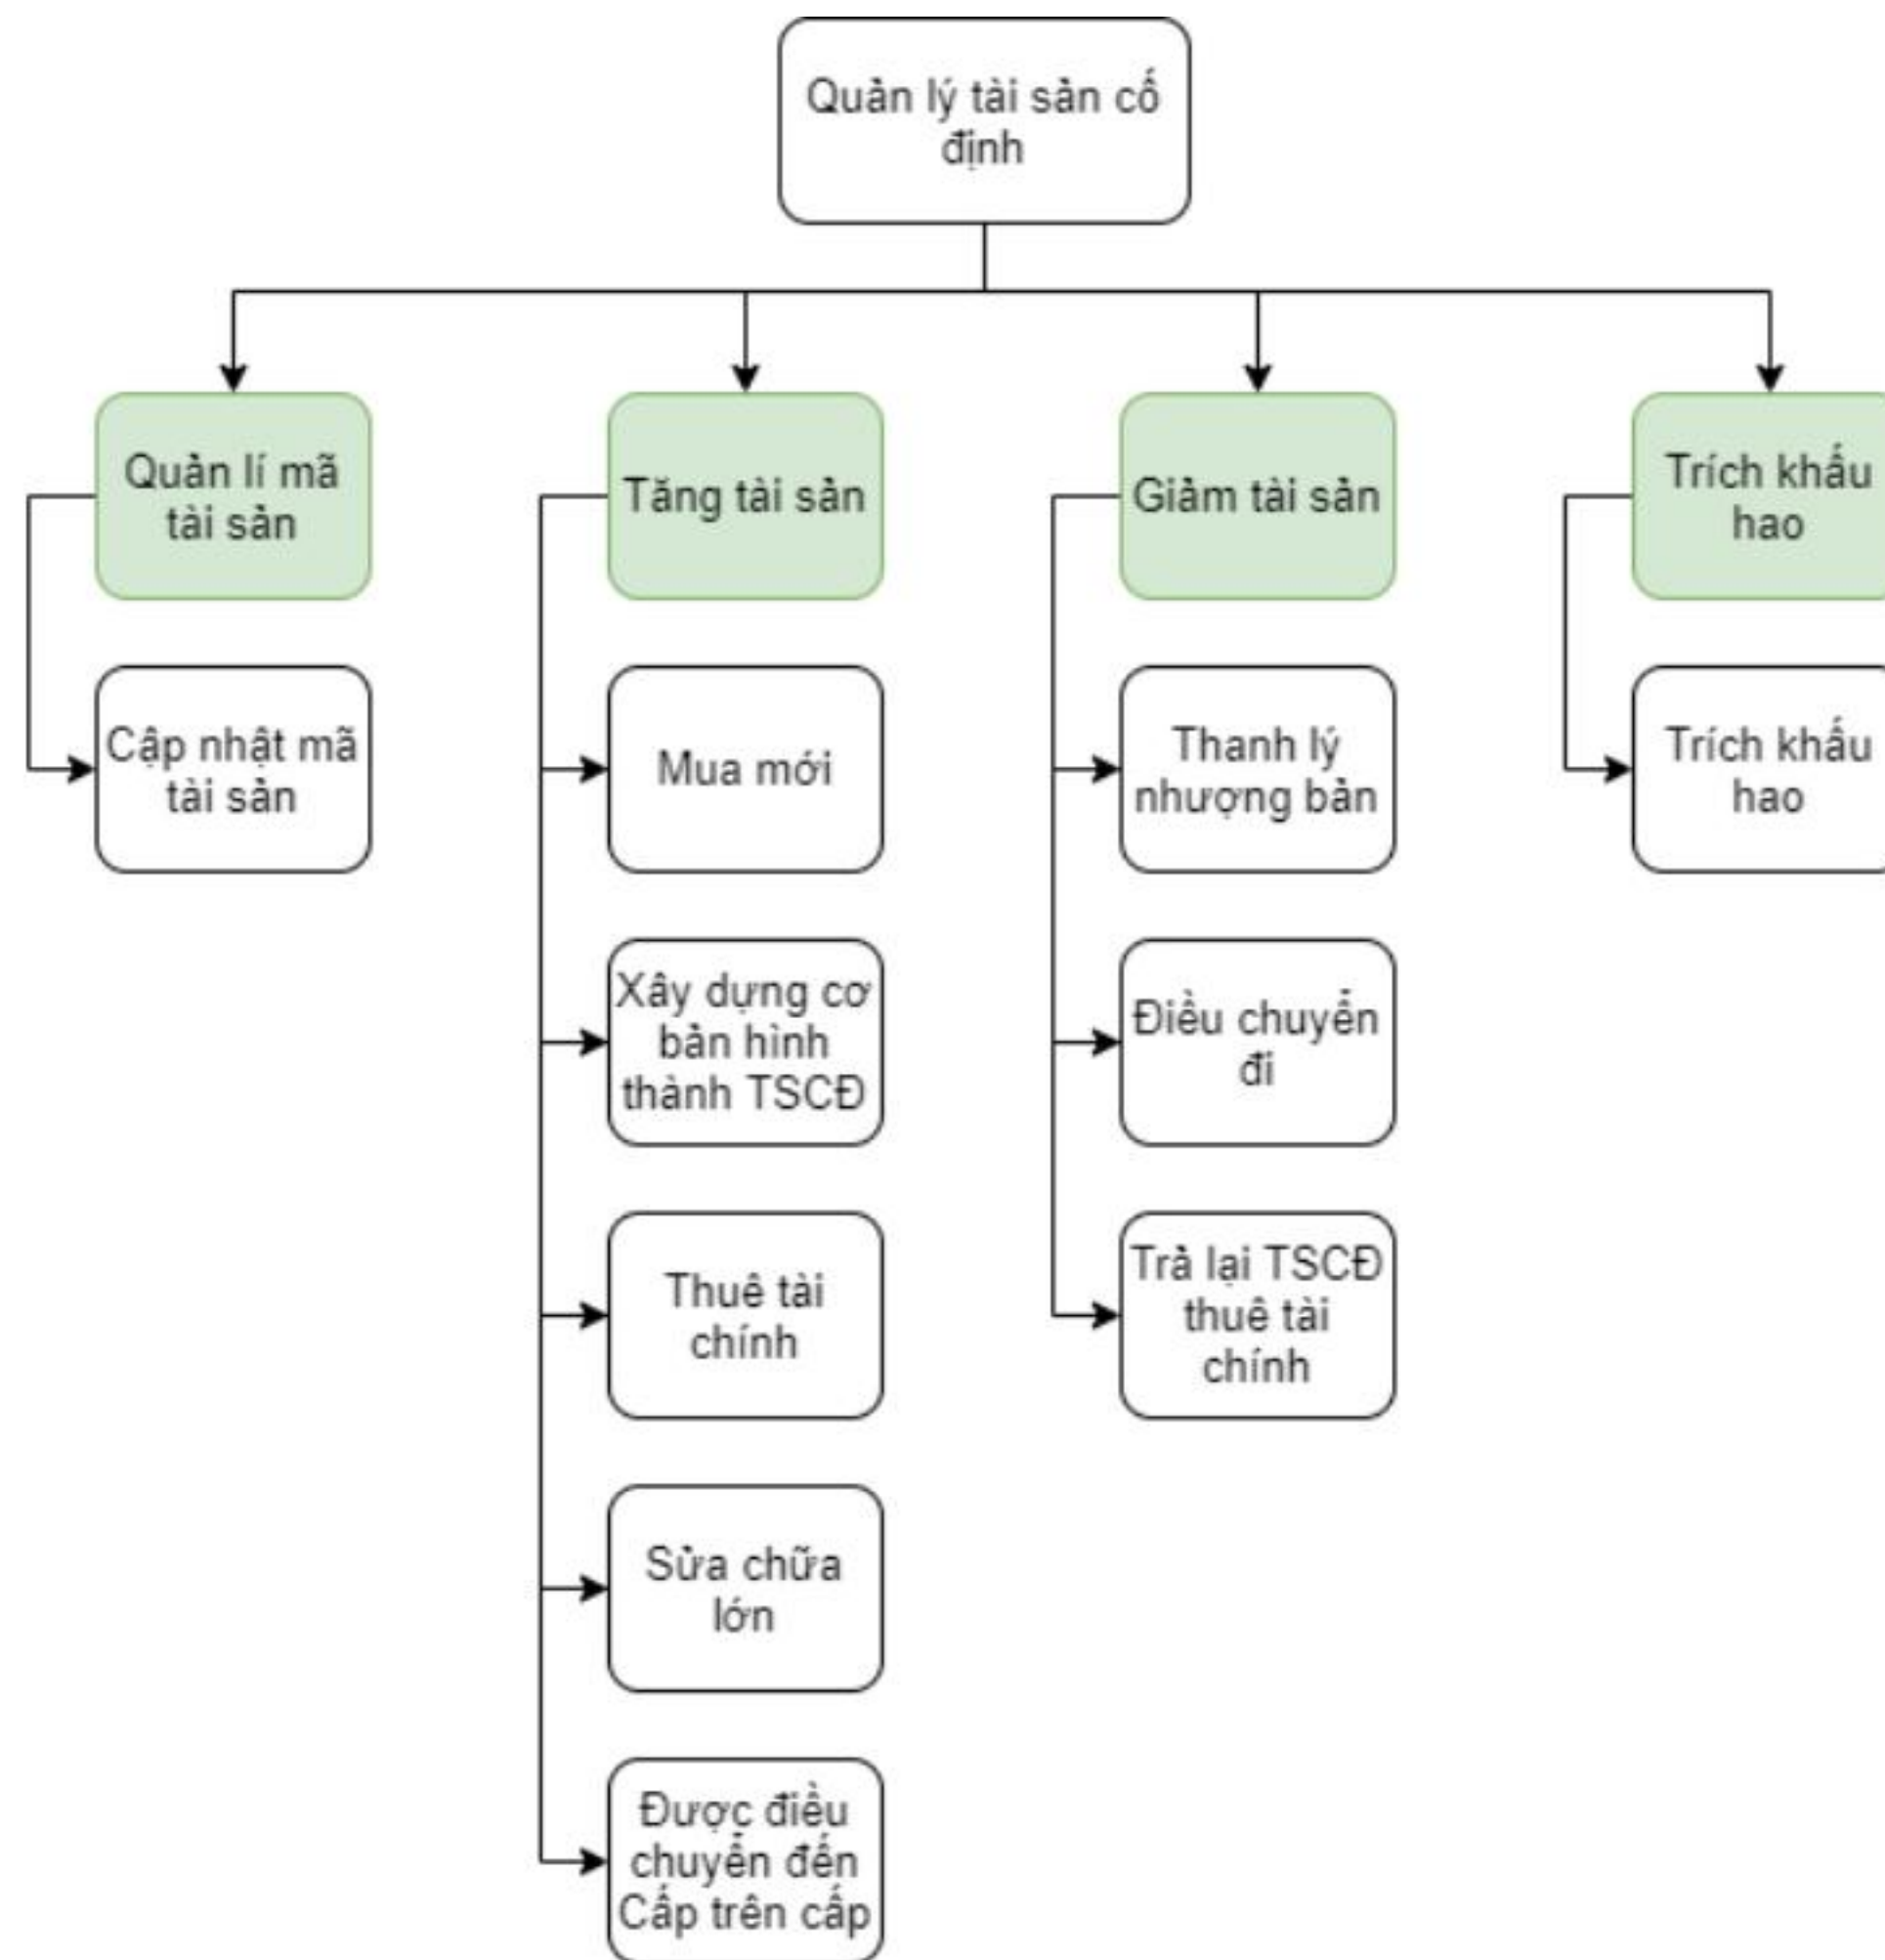 Quản lý tài sản cố
định
Quản lí mã
tài sản
Tăng tài sản
Giảm tài sản
Trích khấu
hao
Cập nhật mã
tài sản
Mua mới
Thanh lý
nhượng bản
Trích khấu
hao
Xây dựng cơ
bản hình
thành TSCĐ
Điều chuyển
đi
Thuê tài
chính
Trả lại TSCĐ
thuê tài
chính
Sửa chữa
lớn
Được điều
chuyển đến
Cấp trên cấp